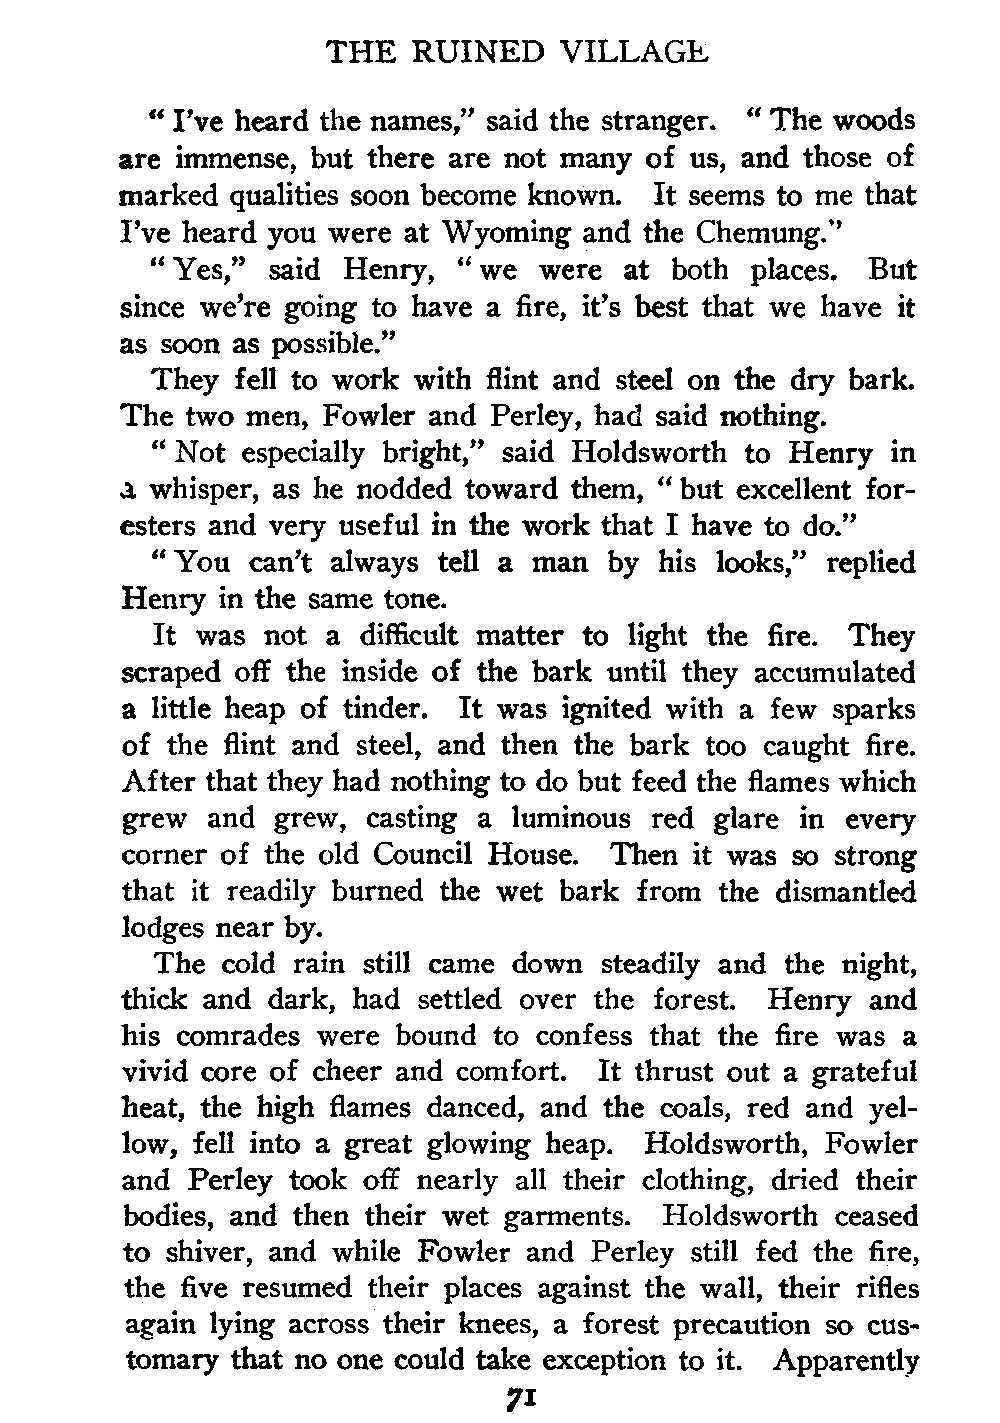 THE RUINED VILLAGE
“ I’ve heard the names,” said the stranger. “ The woods
are immense, but there are not many of us, and those of
marked qualities soon become known. It seems to me that
I’ve heard you were at Wyoming and the Chemung.”
“ Yes,” said Henry, “ we were at both places. But
since we’re going to have a fire, it’s best that we have it
as soon as possible.”
They fell to work with flint and steel on the dry bark.
The two men, Fowler and Perley, had said nothing.
“ Not especially bright,” said Holdsworth to Henry in
a whisper, as he nodded toward them, “ but excellent for-
esters and very useful in the work that I have to do.”
“ You can’t always tell a man by his looks,” replied
Henry in the same tone.
It was not a difficult matter to light the fire. They
scraped off the inside of the bark until they accumulated
a little heap of tinder. It was ignited with a few sparks
of the flint and steel, and then the bark too caught fire.
After that they had nothing to do but feed the flames which
grew and grew, casting a luminous red glare in every
corner of the old Council House. Then it was so strong
that it readily burned the wet bark from the dismantled
lodges near by.
The cold rain still came down steadily and the night,
thick and dark, had settled over the forest. Henry and
his comrades were bound to confess that the fire was a
vivid core of cheer and comfort. It thrust out a grateful
heat, the high flames danced, and the coals, red and yel-
low, fell into a great glowing heap. Holdsworth, Fowler
and Perley took off nearly all their clothing, dried their
bodies, and then their wet garments. Holdsworth ceased
to shiver, and while Fowler and Perley still fed the fire,
the five resumed their places against the wall, their rifles
again lying across their knees, a forest precaution so cus-
tomary that no one could take exception to it. Apparently
71